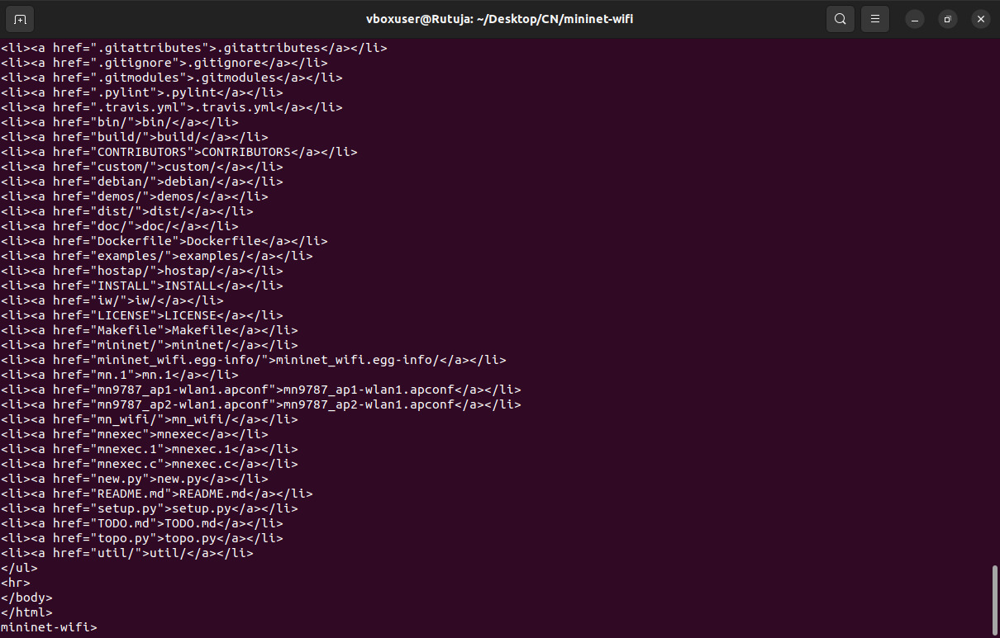 vboxuser@Rutuja: ~/Desktop/CN/mininet-wifi
<li><a href=".gitattributes">.gitattributes</a></li>
<li><a href=".gitignore">.gitignore</a></li>
<li><a href=".gitmodules">.gitmodules</a></li>
<li><a href=".pylint">.pylint</a></li>
<li><a href=".travis.yml">.travis.yml</a></li>
<li><a href="bin/">bin/</a></li>
<li><a href="build/">build/</a></li>
<li><a href="CONTRIBUTORS">CONTRIBUTORS</a></li>
<li><a href="custom/">custom/</a></li>
<li><a href="debian/">debian/</a></li>
<li><a href="demos/">demos/</a></li>
<li><a href="dist/">dist/</a></li>
<li><a href="doc/">doc/</a></li>
<li><a href="Dockerfile">Dockerfile</a></li>
<li><a href="examples/">examples/</a></li>
<li><a href="hostap/">hostap/</a></li>
<li><a href="INSTALL">INSTALL</a></li>
<li><a href="iw/">iw/</a></li>
<li><a href="LICENSE">LICENSE</a></li>
<li><a href="Makefile">Makefile</a></li>
<li><a href="mininet/">mininet/</a></li>
<li><a href="mininet_wifi.egg-info/">mininet_wifi.egg-info/</a></li>
<li><a href="mn.1">mn.1</a></li>
<li><a href="mn9787_ap1-wlan1.apconf">mn9787_ap1-wlan1.apconf</a></li>
<li><a href="mn9787_ap2-wlan1.apconf">mn9787_ap2-wlan1.apconf</a></li>
<li><a href="mn_wifi/">mn_wifi/</a></li>
<li><a href="mnexec">mnexec</a></li>
<li><a href="mnexec.1">mnexec.1</a></li>
<li><a href="mnexec.c">mnexec.c</a></li>
<li><a href="new.py">new.py</a></li>
<li><a href="README.md">README.md</a></li>
<li><a href="setup.py">setup.py</a></li>
<li><a href="TODO.md">TODO.md</a></li>
<li><a href="topo.py">topo.py</a></li>
<li><a href="util/">util/</a></li>
</ul>
<hr>
</body>
</html>
mininet-wifi>